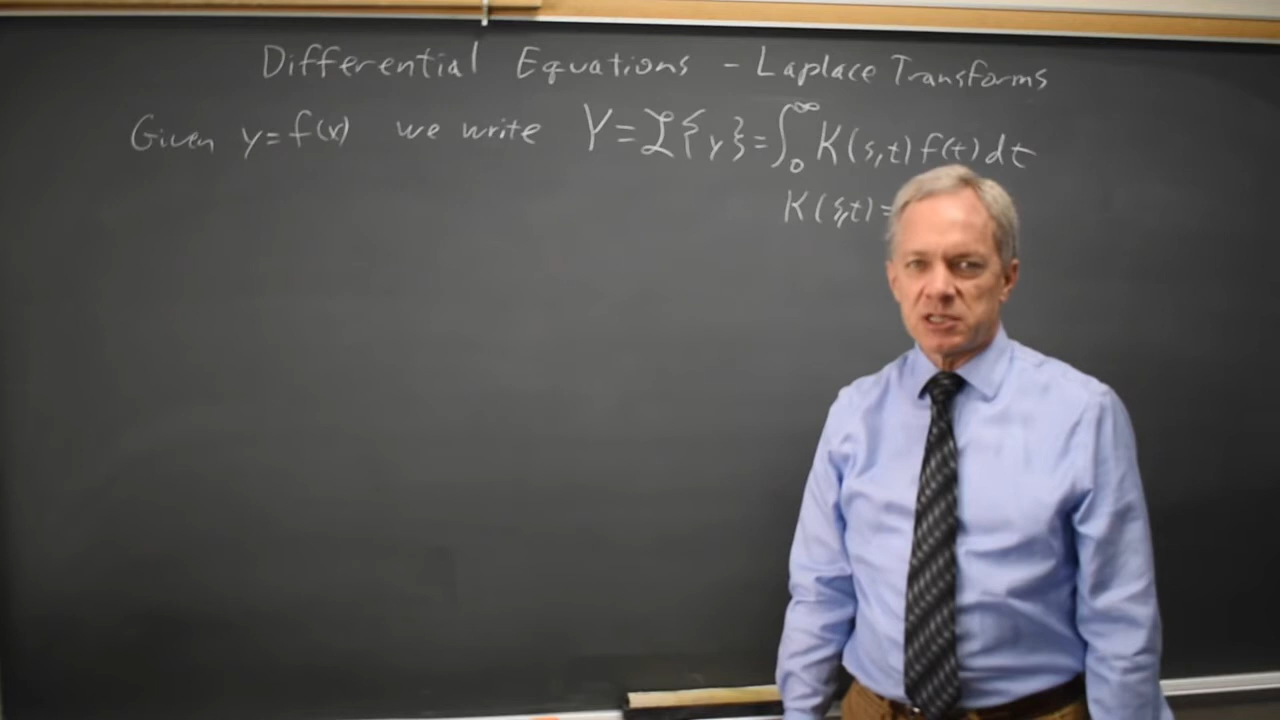 Differential Equations - Laplace Transforms
Given y=f(x) we write Y=ℒ{y}=∫₀^∞ K(s,t)f(t)dt
K(s,t)=